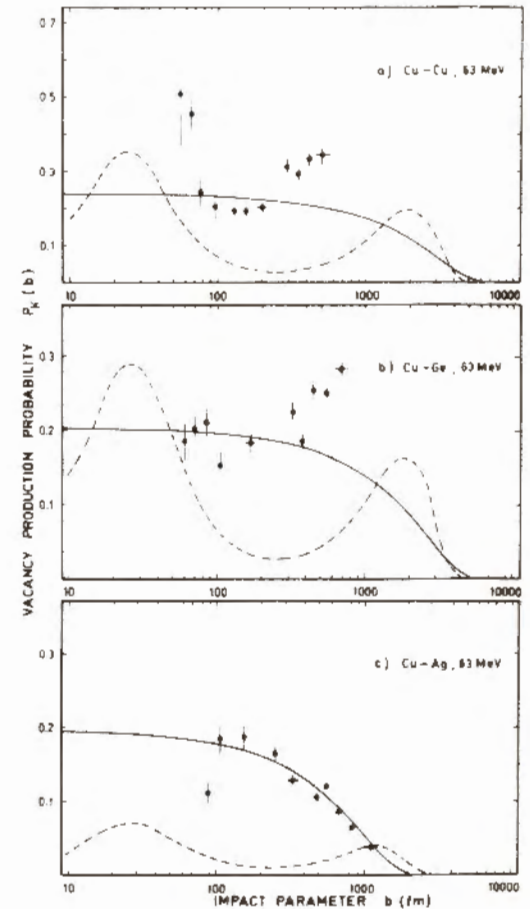 0.7
a) Cu-Cu, 63 MeV
0.5
0.3
0.1
10 100 1000 10000
VACANCY PRODUCTION PROBABILITY P_K(b)
b) Cu-Ge, 63 MeV
0.3
0.2
0.1
10 100 1000 10000
c) Cu-Ag, 63 MeV
0.3
0.2
0.1
10 100 1000 10000
IMPACT PARAMETER b (fm)